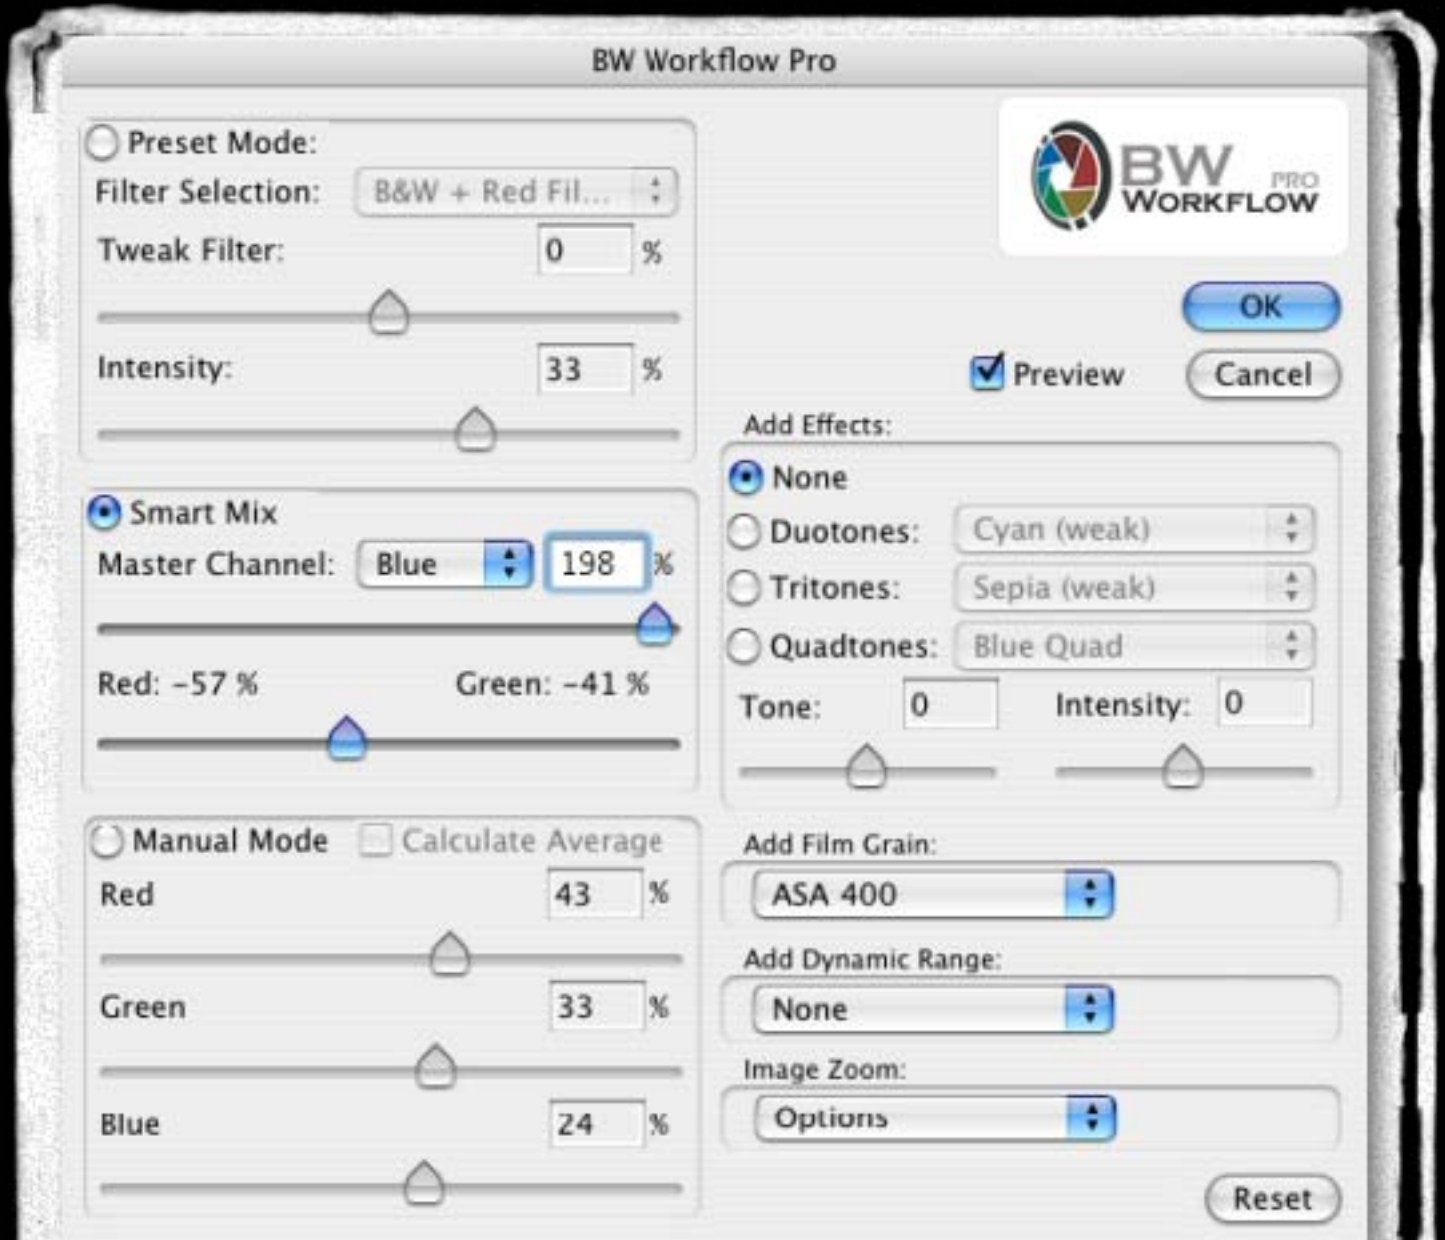 BW Workflow Pro
Preset Mode:
Filter Selection: B&W + Red Fil...
Tweak Filter: 0 %
Intensity: 33 %
BW PRO
WORKFLOW
OK
Preview Cancel
Smart Mix
Master Channel: Blue 198 %
Red: -57 % Green: -41 %
Add Effects:
None
Duotones: Cyan (weak)
Tritones: Sepia (weak)
Quadtones: Blue Quad
Tone: 0 Intensity: 0
Manual Mode Calculate Average
Red 43 %
Green 33 %
Blue 24 %
Add Film Grain:
ASA 400
Add Dynamic Range:
None
Image Zoom:
Options
Reset